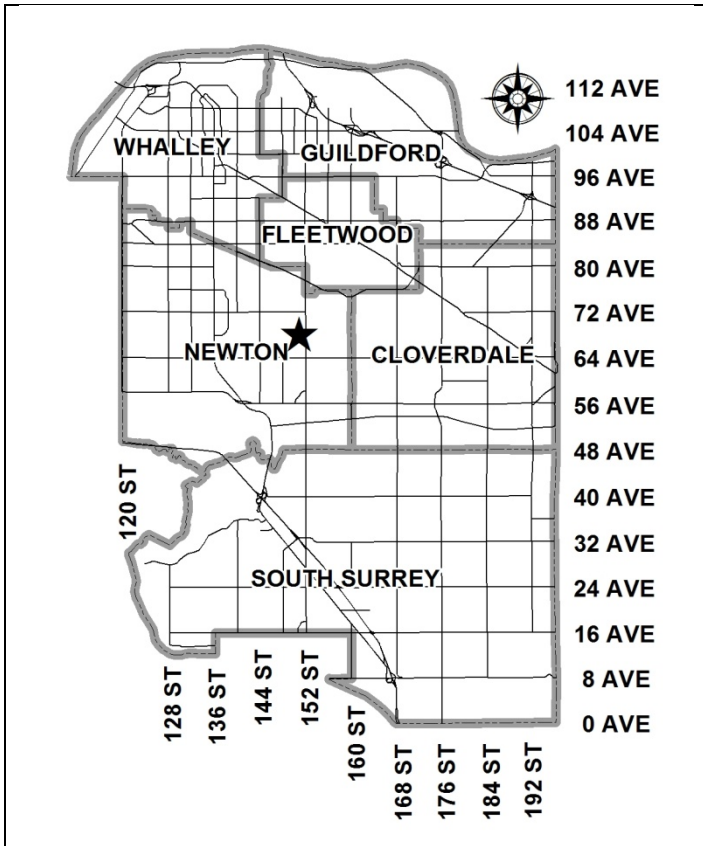 112 AVE
104 AVE
WHALLEY
GUILDFORD
96 AVE
88 AVE
FLEETWOOD
80 AVE
72 AVE
NEWTON
CLOVERDALE
64 AVE
56 AVE
48 AVE
120 ST
40 AVE
32 AVE
SOUTH SURREY
24 AVE
16 AVE
8 AVE
0 AVE
128 ST
136 ST
144 ST
152 ST
160 ST
168 ST
176 ST
184 ST
192 ST